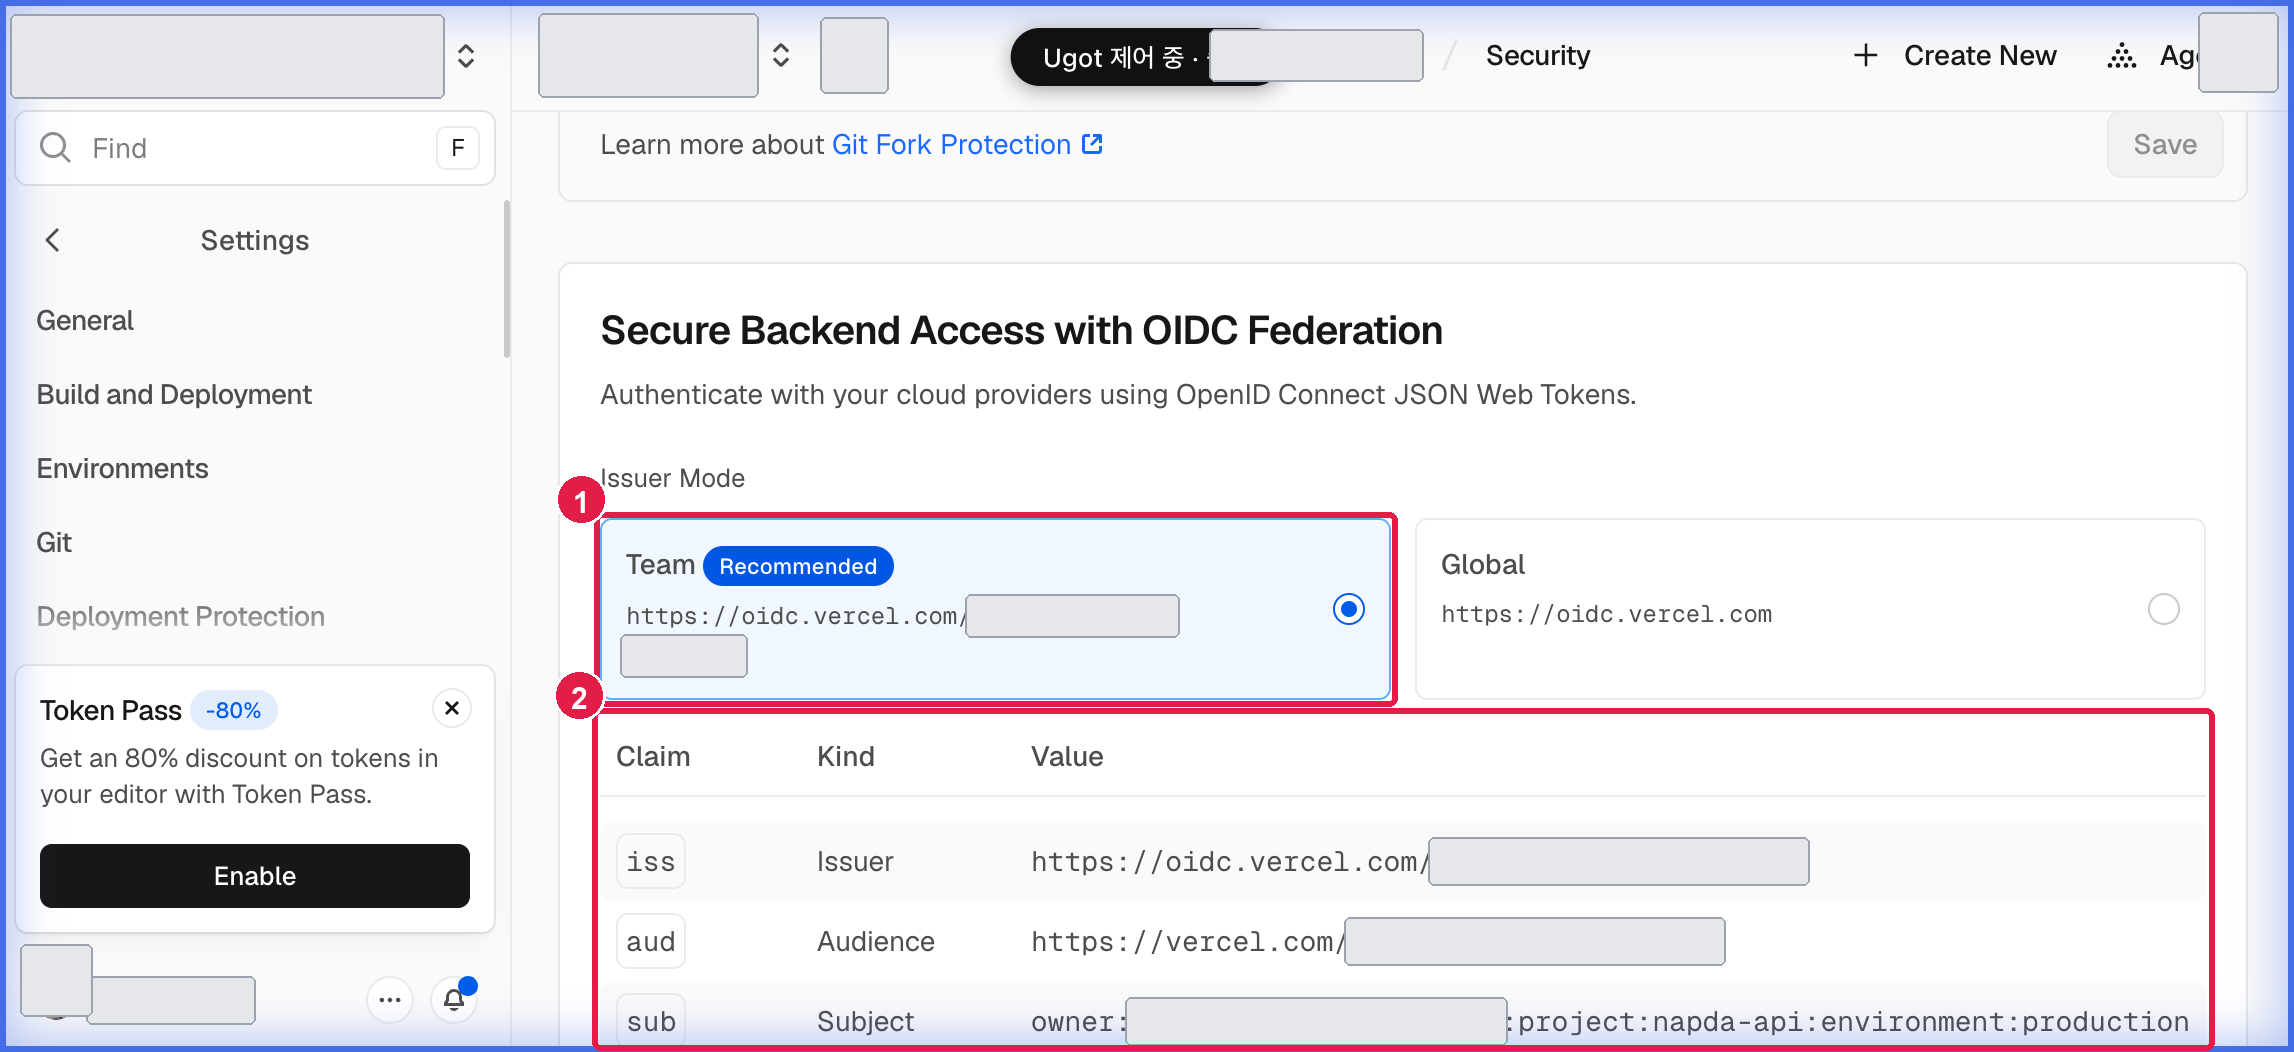 Ugot 제어 중 ·
Security
Create New
Find
F
Learn more about Git Fork Protection
Save
Settings
General
Build and Deployment
Environments
Git
Deployment Protection
Token Pass -80%
Get an 80% discount on tokens in
your editor with Token Pass.
Enable
Secure Backend Access with OIDC Federation
Authenticate with your cloud providers using OpenID Connect JSON Web Tokens.
Issuer Mode
1
Team Recommended
https://oidc.vercel.com/
Global
https://oidc.vercel.com
2
Claim Kind Value
iss Issuer https://oidc.vercel.com/
aud Audience https://vercel.com/
sub Subject owner: :project:napda-api:environment:production